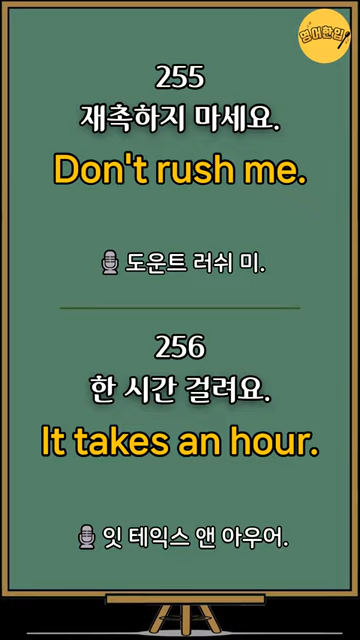 영어한입
255
재촉하지 마세요.
Don't rush me.
도운트 러쉬 미.
256
한 시간 걸려요.
It takes an hour.
잇 테익스 앤 아우어.